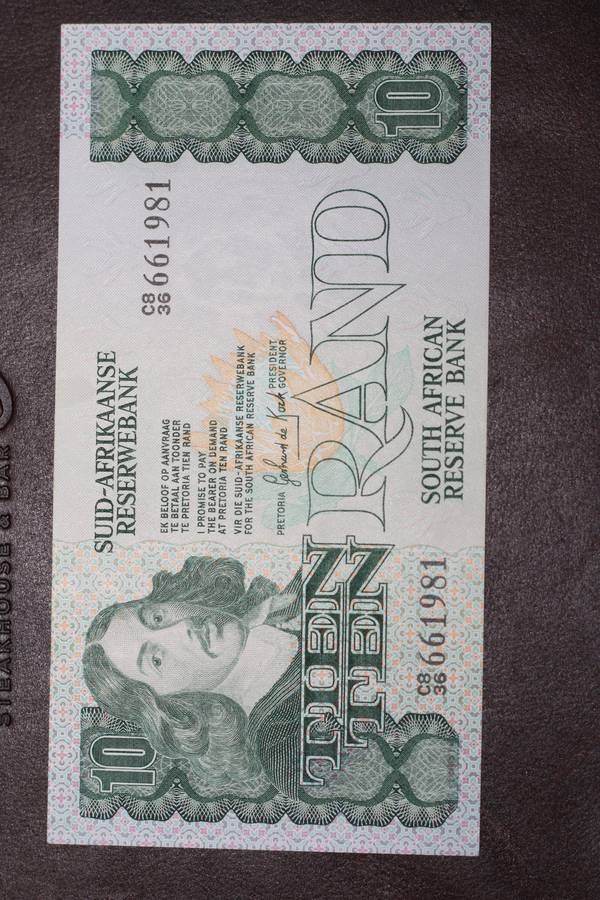 10
SUID-AFRIKAANSE
RESERWEBANK
C8
36 661981
EK BELOOF OP AANVRAAG
TE BETAAL AAN TOONDER
TE PRETORIA TIEN RAND
I PROMISE TO PAY
THE BEARER ON DEMAND
AT PRETORIA TEN RAND
VIR DIE SUID-AFRIKAANSE RESERWEBANK
FOR THE SOUTH AFRICAN RESERVE BANK
PRETORIA Gerhard de Kock PRESIDENT
GOVERNOR
TIEN
TEN
RAND
C8
36 661981
SOUTH AFRICAN
RESERVE BANK
10
STEAKHOUSE & BAR